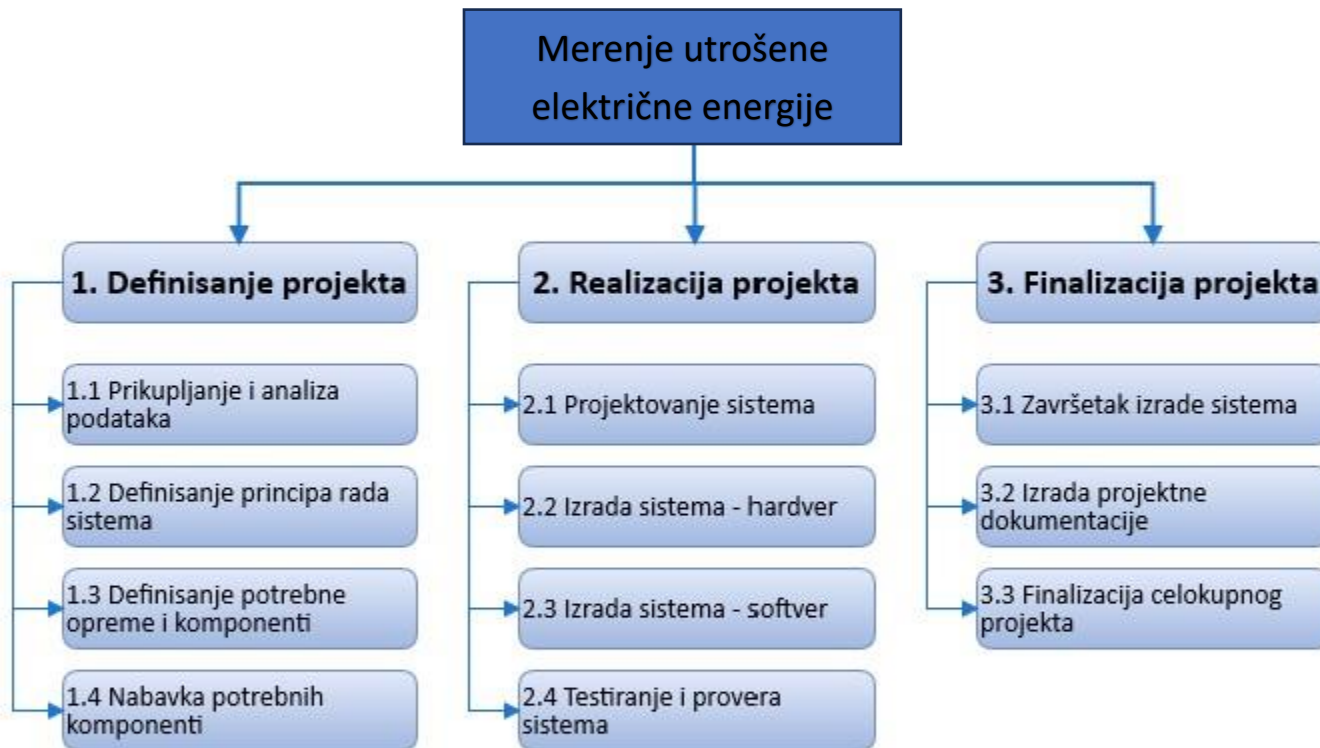 Merenje utrošene
električne energije
1. Definisanje projekta
1.1 Prikupljanje i analiza
podataka
1.2 Definisanje principa rada
sistema
1.3 Definisanje potrebne
opreme i komponenti
1.4 Nabavka potrebnih
komponenti
2. Realizacija projekta
2.1 Projektovanje sistema
2.2 Izrada sistema - hardver
2.3 Izrada sistema - softver
2.4 Testiranje i provera
sistema
3. Finalizacija projekta
3.1 Završetak izrade sistema
3.2 Izrada projektne
dokumentacije
3.3 Finalizacija celokupnog
projekta